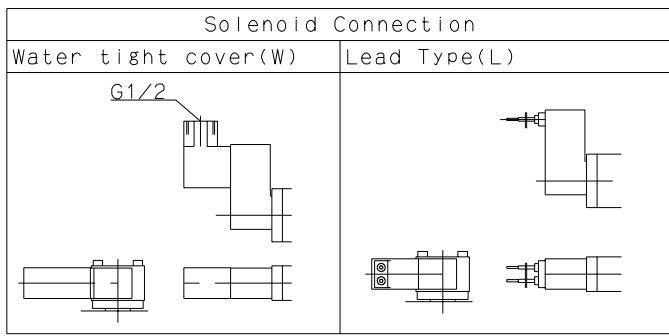 Solenoid Connection
Water tight cover(W)
Lead Type(L)
G1/2